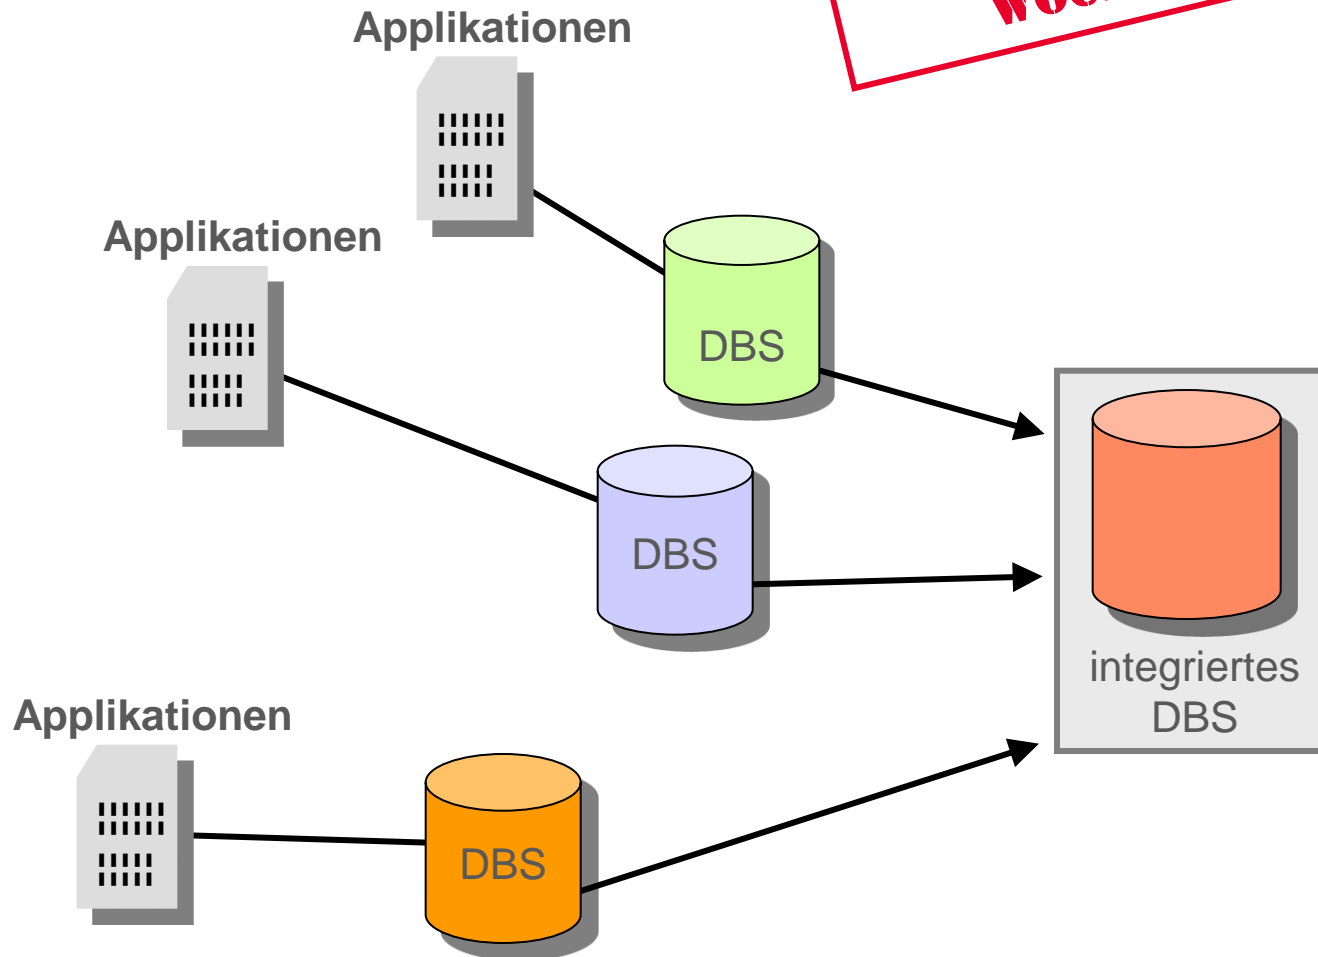 Applikationen
Applikationen
DBS
DBS
integriertes
DBS
Applikationen
DBS